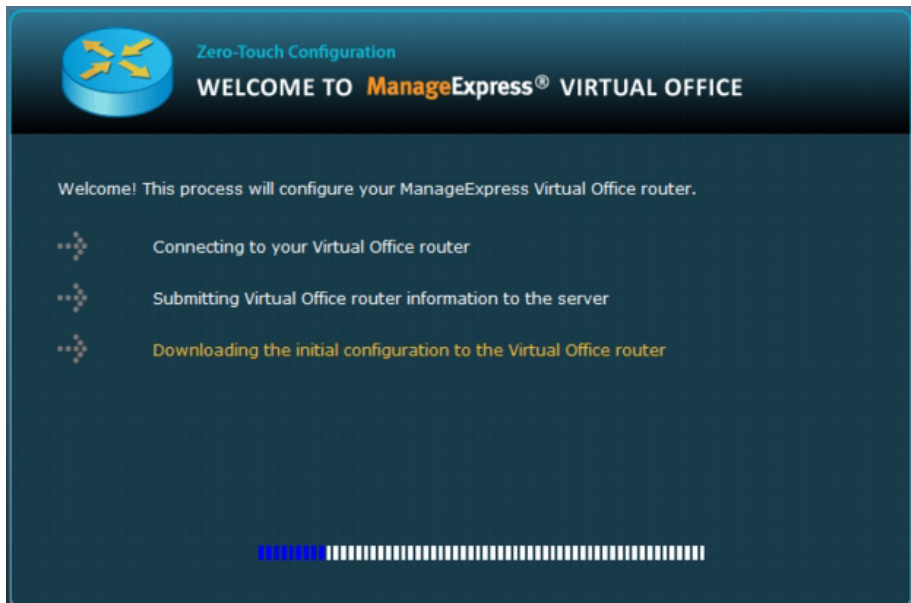 Zero-Touch Configuration
WELCOME TO ManageExpress® VIRTUAL OFFICE
Welcome! This process will configure your ManageExpress Virtual Office router.
Connecting to your Virtual Office router
Submitting Virtual Office router information to the server
Downloading the initial configuration to the Virtual Office router